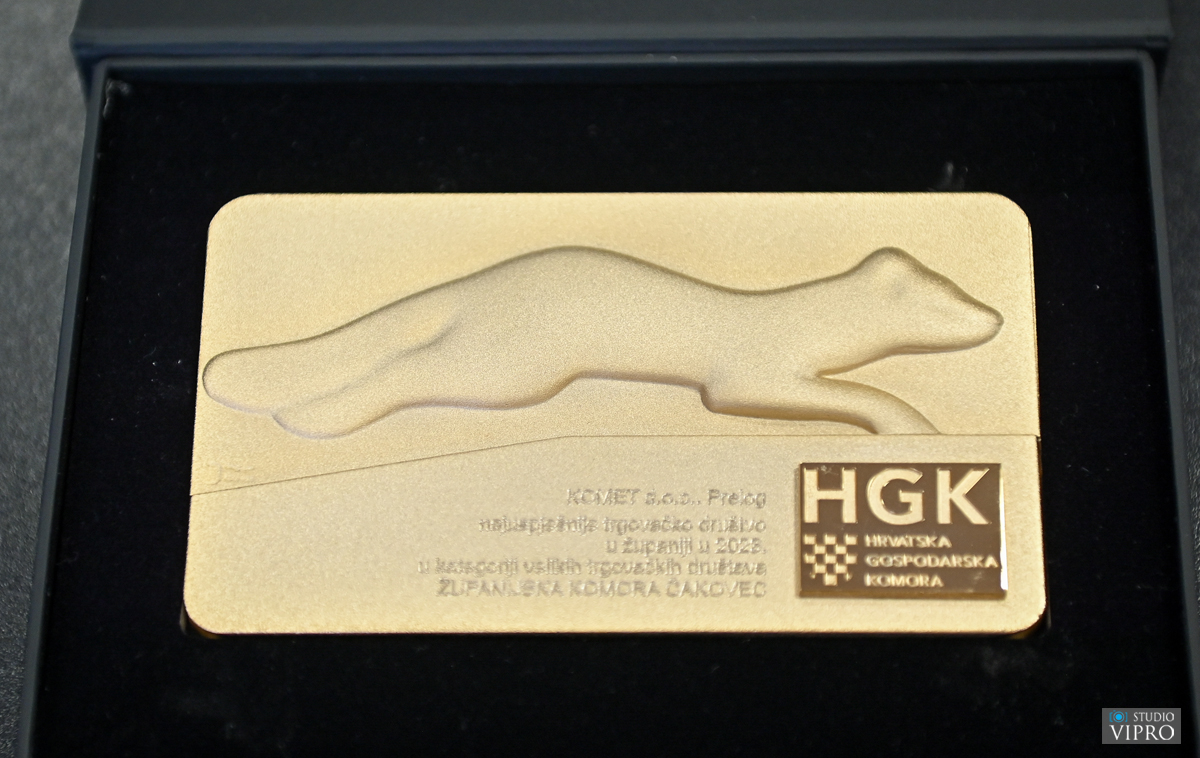 KOMET d.o.o., Prelog
najuspješnije trgovačko društvo
u županiji u 2023.
u kategoriji velikih trgovačkih društava
ŽUPANIJSKA KOMORA ČAKOVEC
HGK
HRVATSKA
GOSPODARSKA
KOMORA
STUDIO
VIPRO